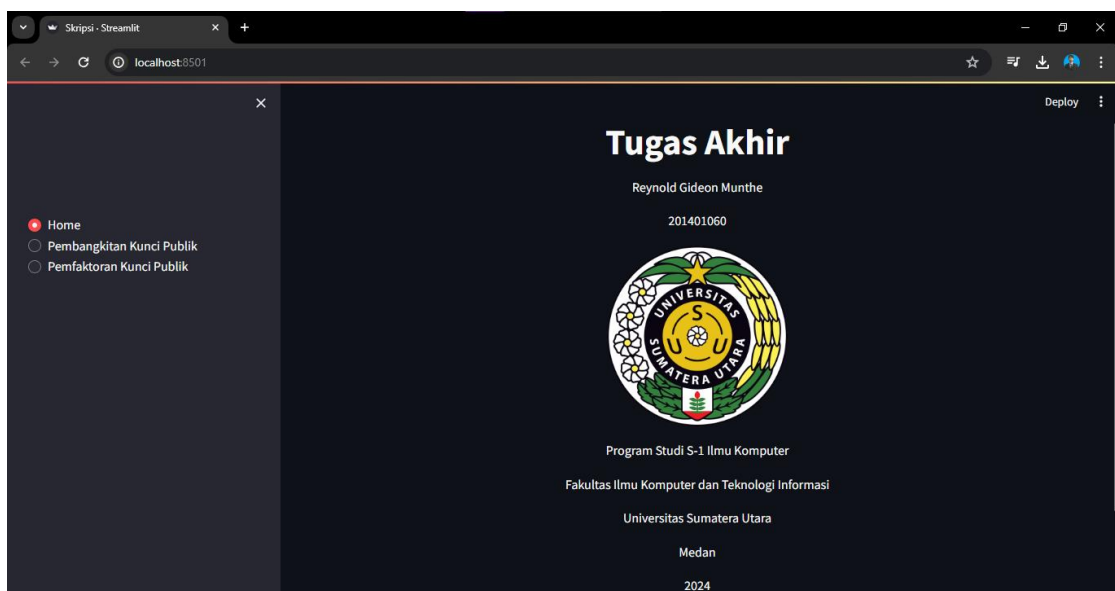 Skripsi · Streamlit
localhost:8501
Deploy
Home
Pembangkitan Kunci Publik
Pemfaktoran Kunci Publik
Tugas Akhir
Reynold Gideon Munthe
201401060
UNIVERSITAS
S
U U
SUMATERA UTARA
Program Studi S-1 Ilmu Komputer
Fakultas Ilmu Komputer dan Teknologi Informasi
Universitas Sumatera Utara
Medan
2024